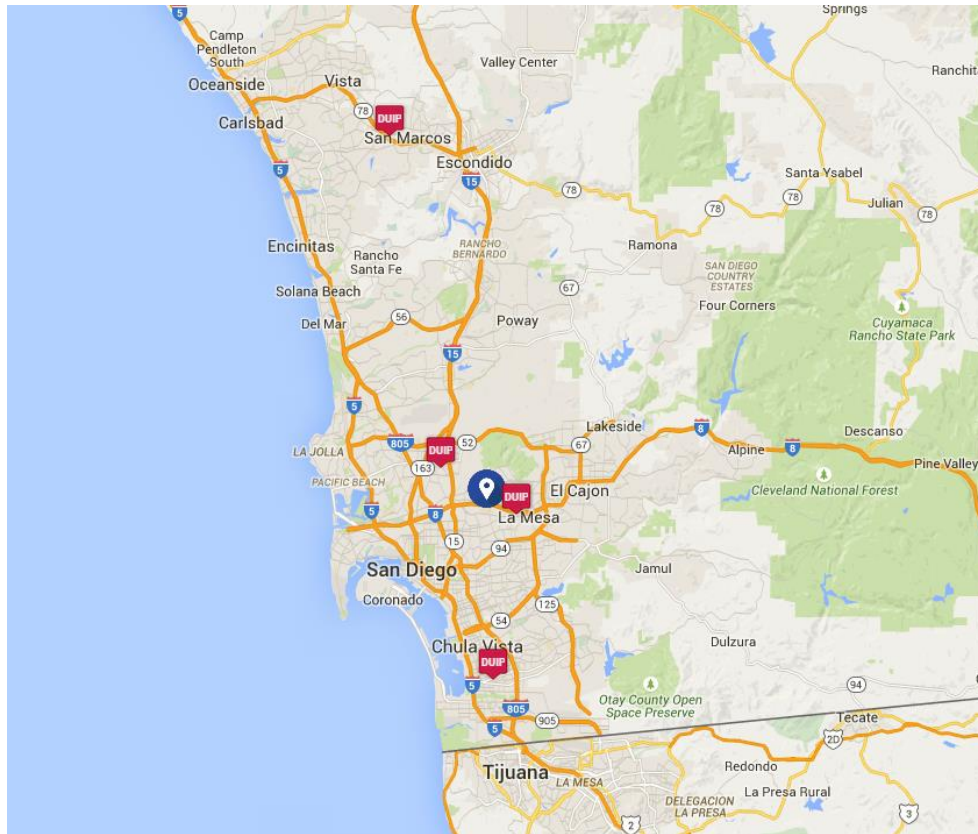 5
Springs
Camp
Pendleton
South
Valley Center
Ranchita
Oceanside
Vista
Carlsbad
78
DUIP
San Marcos
Escondido
5
15
78
Santa Ysabel
78
78
Julian
78
Encinitas
RANCHO
BERNARDO
Ramona
Rancho
Santa Fe
SAN DIEGO
COUNTRY
ESTATES
Solana Beach
67
Four Corners
Del Mar
56
Poway
Cuyamaca
Rancho State Park
15
5
Lakeside
8
Descanso
LA JOLLA
805
DUIP
52
67
Alpine
8
163
Pine Valley
PACIFIC BEACH
El Cajon
Cleveland National Forest
5
8
DUIP
La Mesa
15
94
San Diego
Jamul
Coronado
125
54
Chula Vista
Dulzura
DUIP
5
94
805
Otay County Open
Space Preserve
905
5
Tecate
2D
Tijuana
LA MESA
Redondo
La Presa Rural
DELEGACION
LA PRESA
3
2